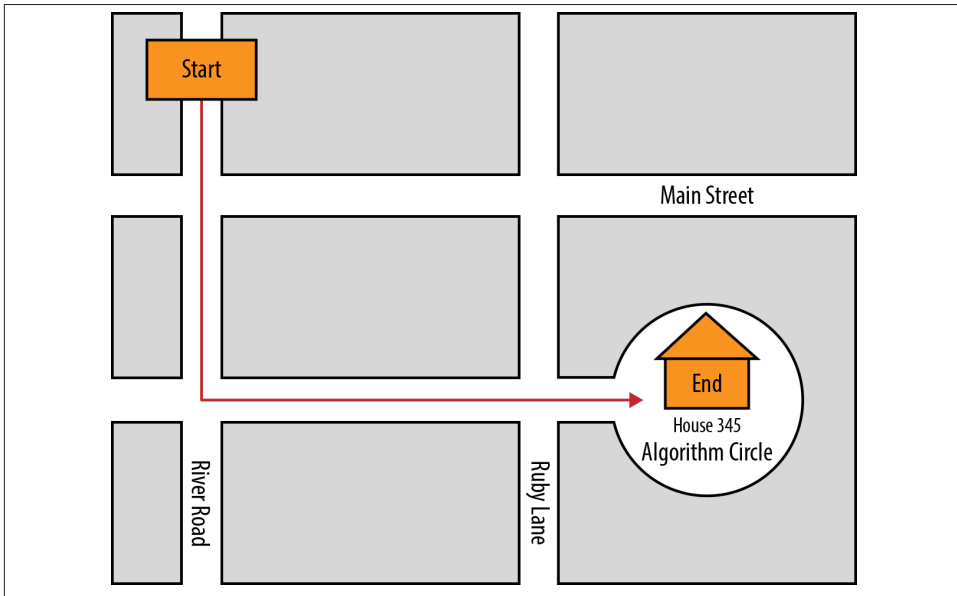 Start
Main Street
End
House 345
Algorithm Circle
River Road
Ruby Lane